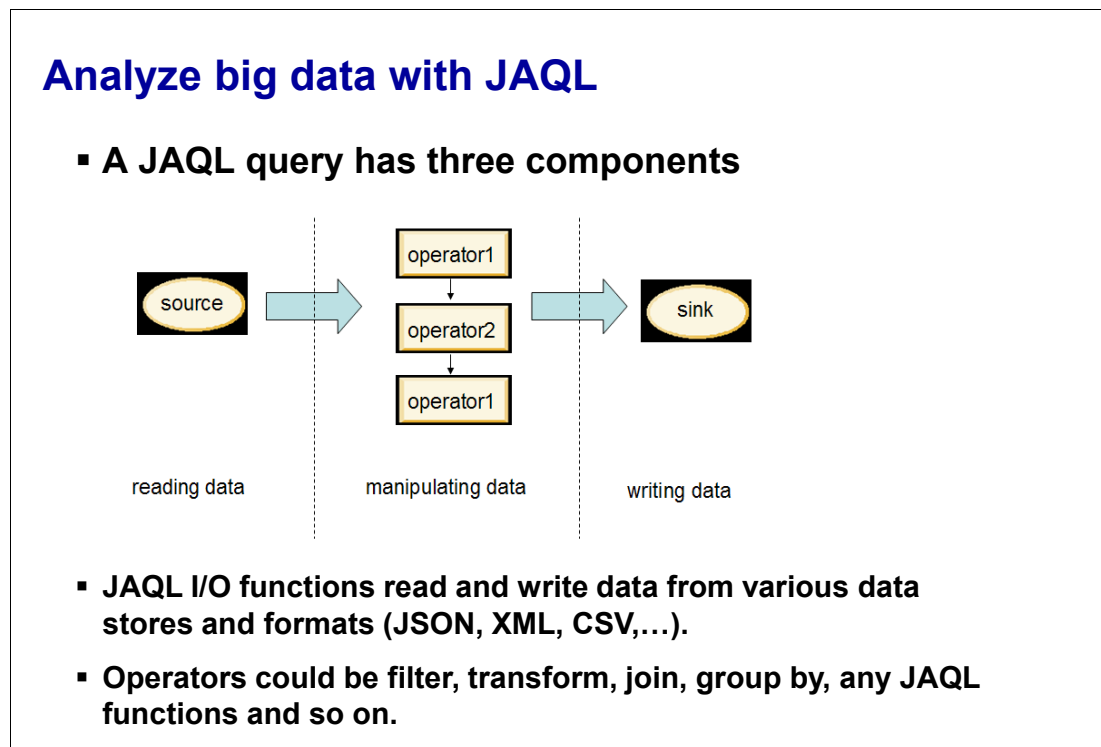 Analyze big data with JAQL
▪ A JAQL query has three components
source
operator1
operator2
operator1
sink
reading data
manipulating data
writing data
▪ JAQL I/O functions read and write data from various data
stores and formats (JSON, XML, CSV,…).
▪ Operators could be filter, transform, join, group by, any JAQL
functions and so on.